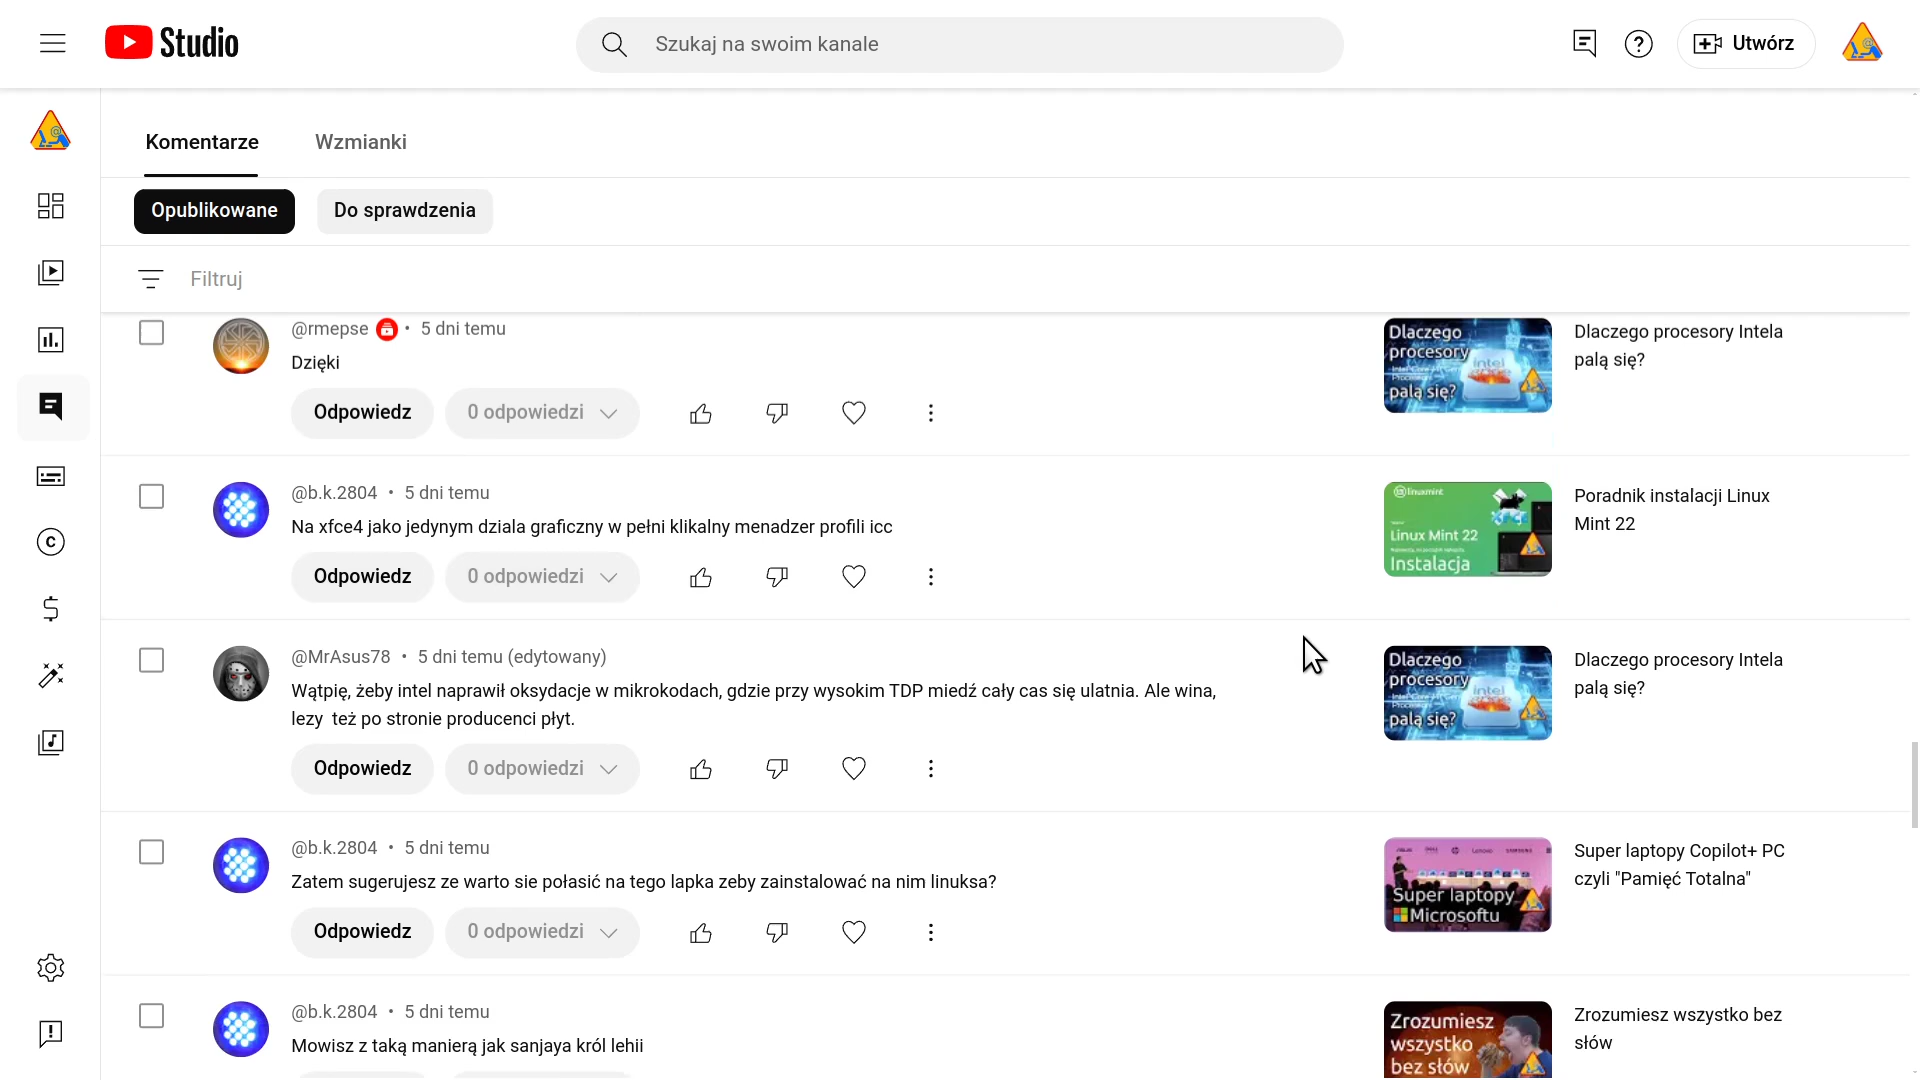 Studio
Szukaj na swoim kanale
Utwórz
Komentarze
Wzmianki
Opublikowane
Do sprawdzenia
Filtruj
@rmepse • 5 dni temu
Dzięki
Odpowiedz
0 odpowiedzi
Dlaczego
procesory
intel
palą się?
Dlaczego procesory Intela
palą się?
@b.k.2804 • 5 dni temu
Na xfce4 jako jedynym dziala graficzny w pełni klikalny menadzer profili icc
Odpowiedz
0 odpowiedzi
linuxmint
Linux Mint 22
Instalacja
Poradnik instalacji Linux
Mint 22
@MrAsus78 • 5 dni temu (edytowany)
Wątpię, żeby intel naprawił oksydacje w mikrokodach, gdzie przy wysokim TDP miedź cały cas się ulatnia. Ale wina,
lezy  też po stronie producenci płyt.
Odpowiedz
0 odpowiedzi
Dlaczego
procesory
intel
palą się?
Dlaczego procesory Intela
palą się?
@b.k.2804 • 5 dni temu
Zatem sugerujesz ze warto sie połasić na tego lapka zeby zainstalować na nim linuksa?
Odpowiedz
0 odpowiedzi
Super laptopy
Microsoftu
Super laptopy Copilot+ PC
czyli "Pamięć Totalna"
@b.k.2804 • 5 dni temu
Mowisz z taką manierą jak sanjaya król lehii
Zrozumiesz
wszystko
bez słów
Zrozumiesz wszystko bez
słów